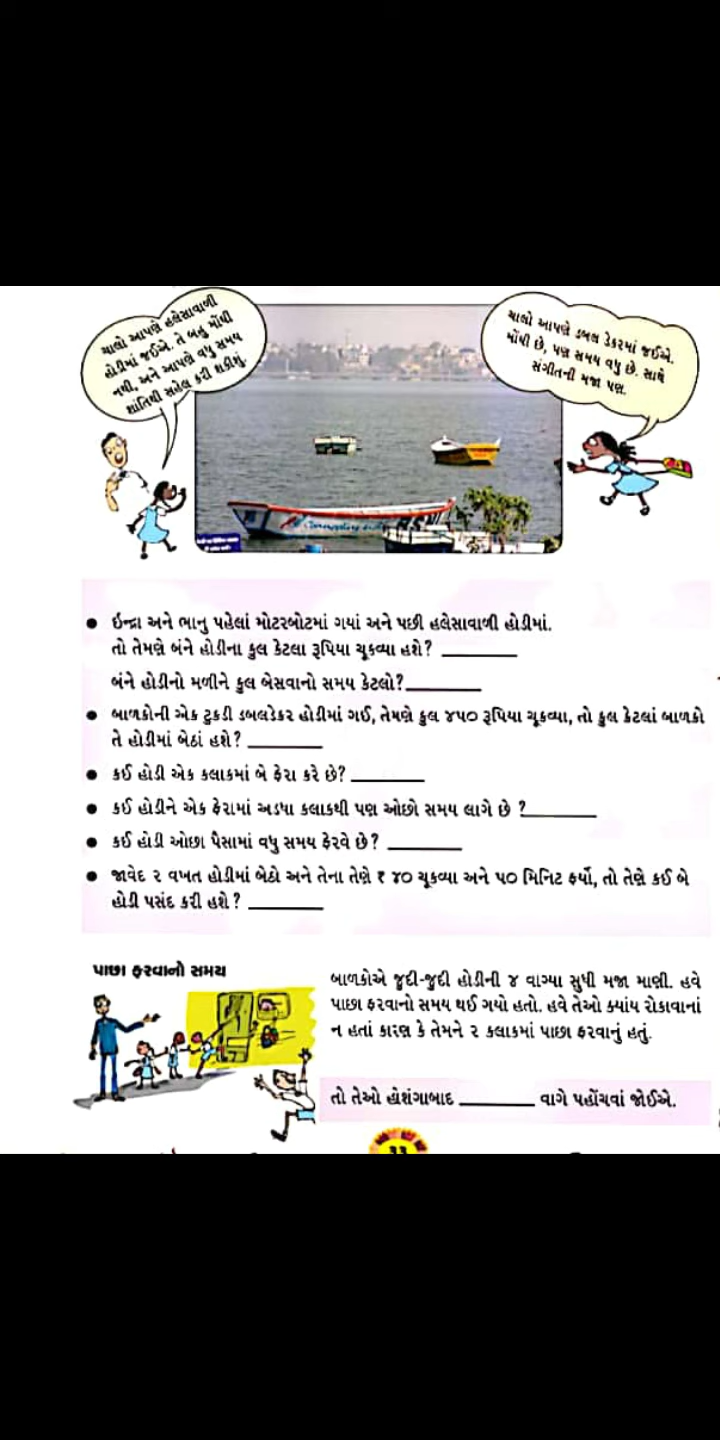 ચાલો આપણે હલેસાવાળી
હોડીમાં જઈએ. તે બહુ મોંઘી
નથી, અને આપણે વધુ સમય
શાંતિથી સહેલ કરી શકીશું.
ચાલો આપણે ડબલ ડેકરમાં જઈએ.
મોંઘી છે, પણ સમય વધુ છે. સાથે
સંગીતની મજા પણ.
• ઇન્દ્રા અને ભાનુ પહેલાં મોટરબોટમાં ગયાં અને પછી હલેસાવાળી હોડીમાં.
તો તેમણે બંને હોડીના કુલ કેટલા રૂપિયા ચૂકવ્યા હશે? ________
બંને હોડીનો મળીને કુલ બેસવાનો સમય કેટલો? ________
• બાળકોની એક ટુકડી ડબલડેકર હોડીમાં ગઈ, તેમણે કુલ ૪૫૦ રૂપિયા ચૂકવ્યા, તો કુલ કેટલાં બાળકો
તે હોડીમાં બેઠાં હશે? ________
• કઈ હોડી એક કલાકમાં બે ફેરા કરે છે? ________
• કઈ હોડીને એક ફેરામાં અડધા કલાકથી પણ ઓછો સમય લાગે છે ? ________
• કઈ હોડી ઓછા પૈસામાં વધુ સમય ફેરવે છે? ________
• જાવેદ ૨ વખત હોડીમાં બેઠો અને તેના તેણે ₹ ૪૦ ચૂકવ્યા અને ૫૦ મિનિટ ફર્યો, તો તેણે કઈ બે
હોડી પસંદ કરી હશે ? ________
પાછા ફરવાનો સમય
બાળકોએ જુદી-જુદી હોડીની ૪ વાગ્યા સુધી મજા માણી. હવે
પાછા ફરવાનો સમય થઈ ગયો હતો. હવે તેઓ ક્યાંય રોકાવાનાં
ન હતાં કારણ કે તેમને ૨ કલાકમાં પાછા ફરવાનું હતું.
તો તેઓ હોશંગાબાદ ________ વાગે પહોંચવાં જોઈએ.